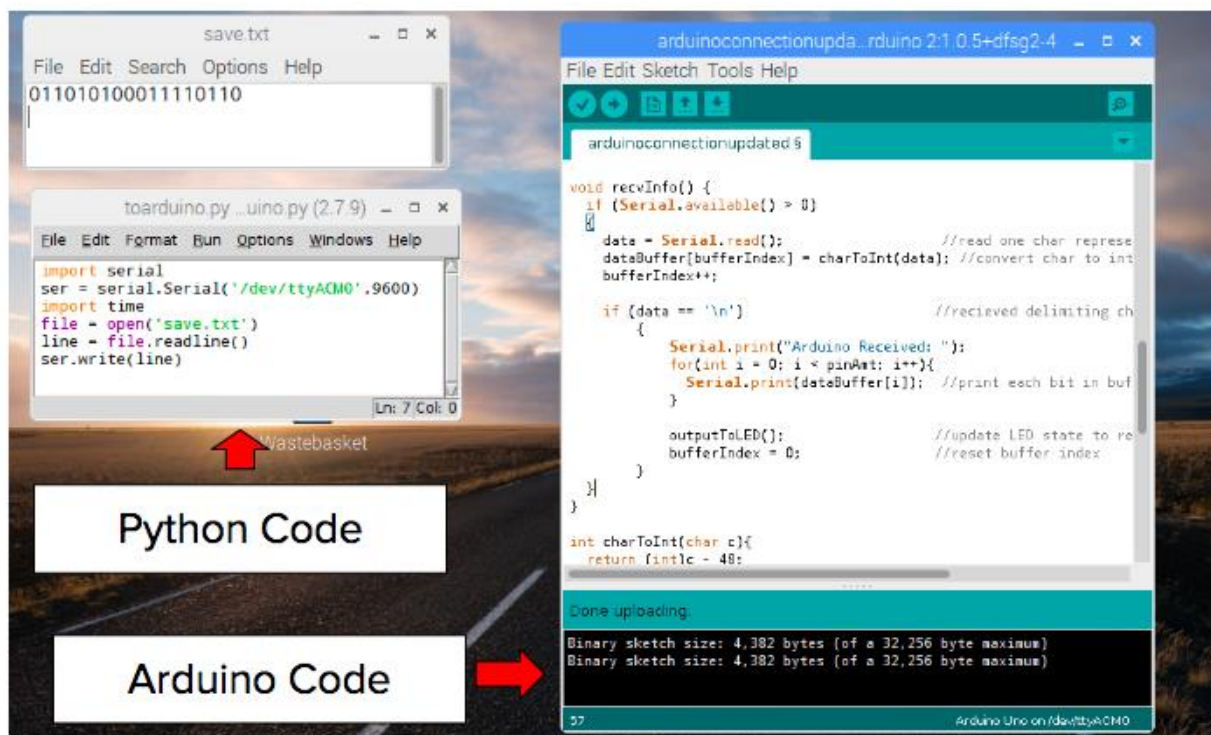 save.txt
File Edit Search Options Help
011010100011110110
toarduino.py ...uino.py (2.7.9)
File Edit Format Run Options Windows Help
import serial
ser = serial.Serial('/dev/ttyACM0',9600)
import time
file = open('save.txt')
line = file.readline()
ser.write(line)
Ln: 7 Col: 0
Wastebasket
Python Code
Arduino Code
arduinoconnectionupda...rduino 2:1.0.5+dfsg2-4
File Edit Sketch Tools Help
arduinoconnectionupdated §
void recvInfo() {
if (Serial.available() > 0)
{
data = Serial.read(); //read one char represe
dataBuffer[bufferIndex] = charToInt(data); //convert char to int
bufferIndex++;
if (data == '\n') //recieved delimiting ch
{
Serial.print("Arduino Received: ");
for(int i = 0; i < pinAmt; i++){
Serial.print(dataBuffer[i]); //print each bit in buf
}
outputToLED(); //update LED state to re
bufferIndex = 0; //reset buffer index
}
}
}
int charToInt(char c){
return (int)c - 48;
Done uploading.
Binary sketch size: 4,382 bytes (of a 32,256 byte maximum)
Binary sketch size: 4,382 bytes (of a 32,256 byte maximum)
57
Arduino Uno on /dev/ttyACM0